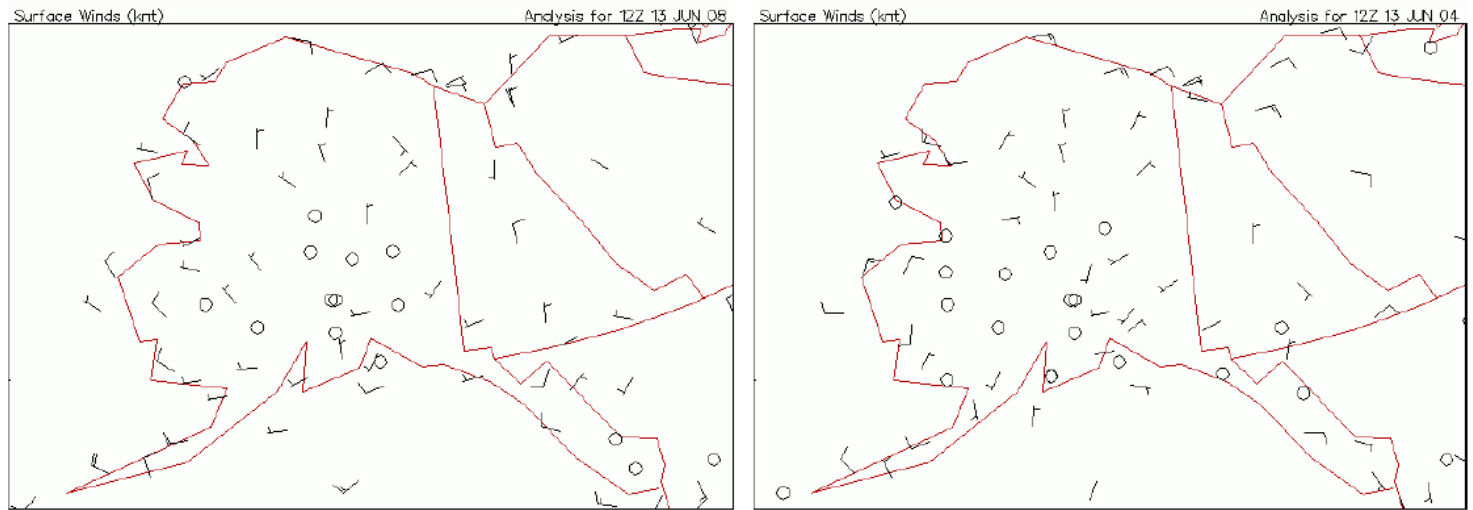 Surface Winds (knt)
Analysis for 12Z 13 JUN 08
Surface Winds (knt)
Analysis for 12Z 13 JUN 04